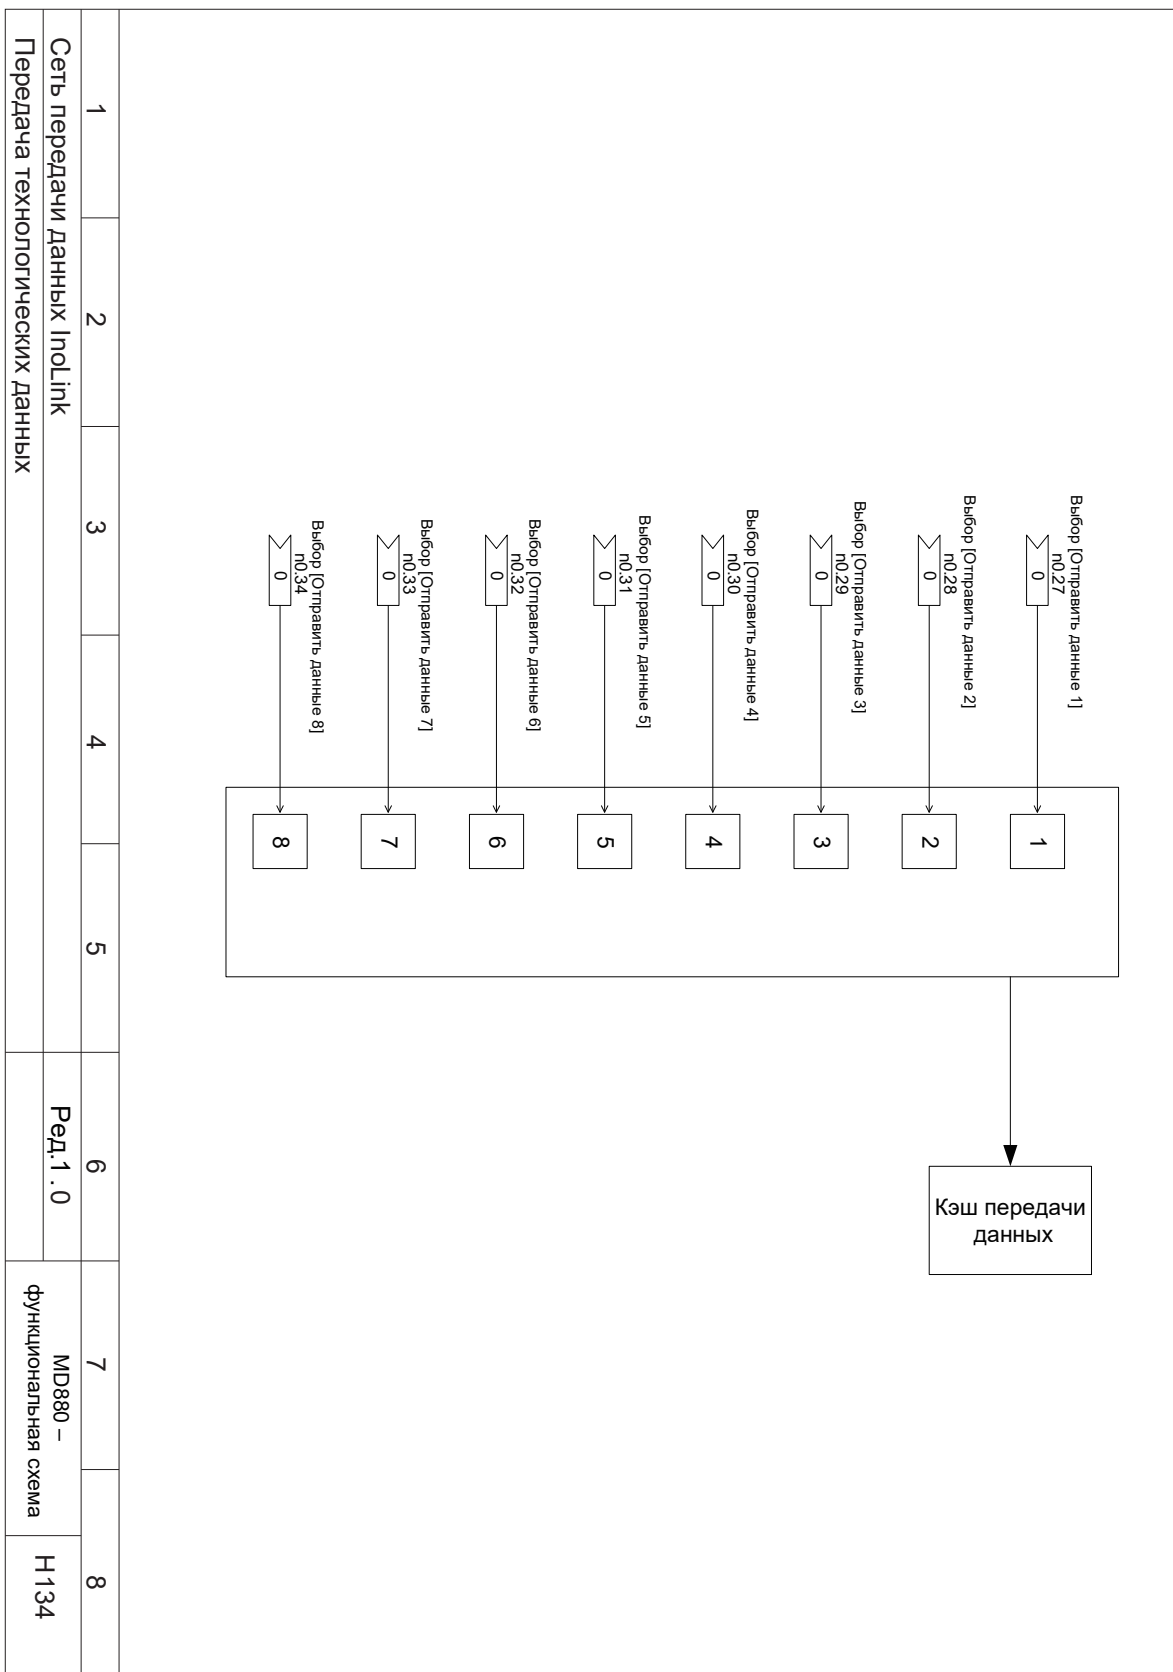 Выбор [Отправить данные 1]
n0.27
0
1
Выбор [Отправить данные 2]
n0.28
0
2
Выбор [Отправить данные 3]
n0.29
0
3
Выбор [Отправить данные 4]
n0.30
0
4
Выбор [Отправить данные 5]
n0.31
0
5
Выбор [Отправить данные 6]
n0.32
0
6
Выбор [Отправить данные 7]
n0.33
0
7
Выбор [Отправить данные 8]
n0.34
0
8
Кэш передачи
данных
1 2 3 4 5 6 7 8
Сеть передачи данных InoLink
Передача технологических данных
Ред.1 . 0
MD880 –
функциональная схема
H134